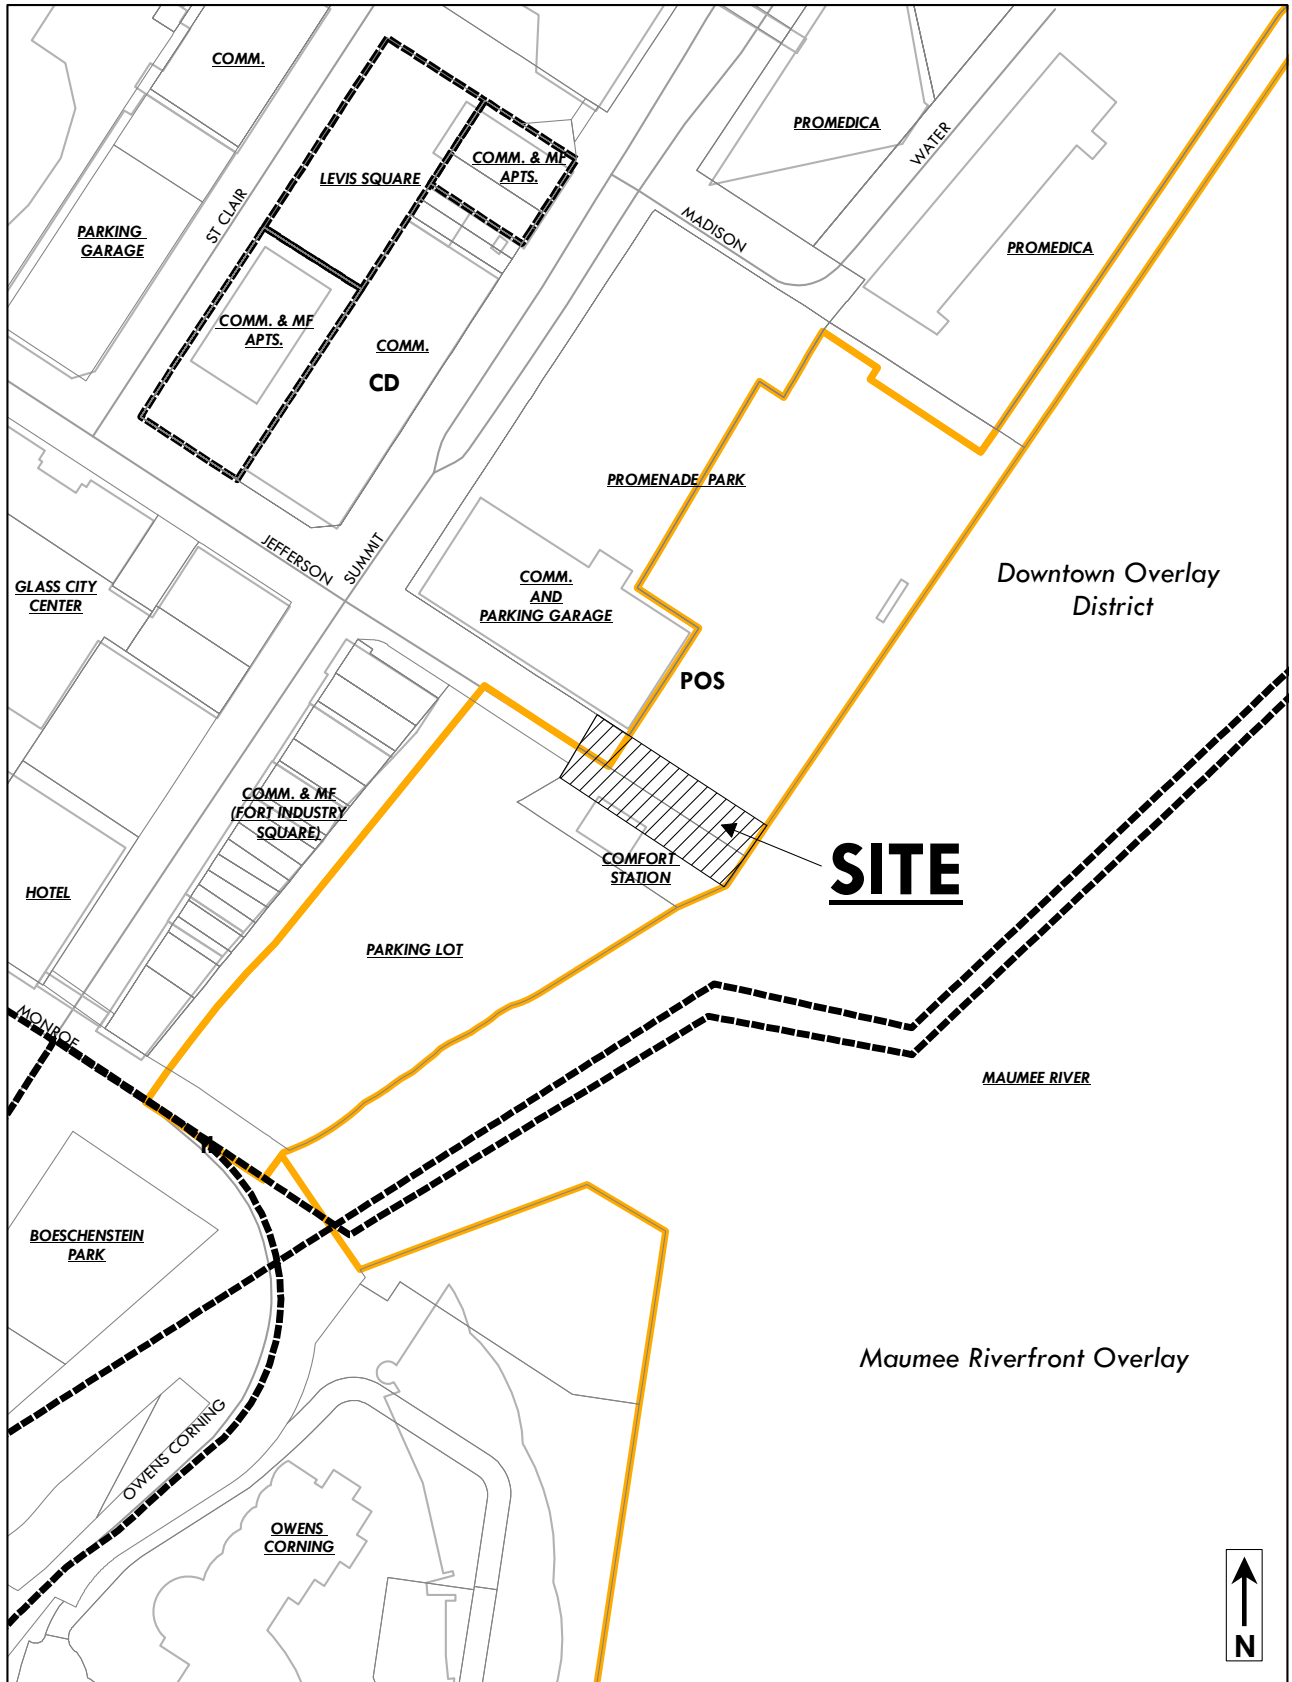 COMM.
PROMEDICA
WATER
COMM. & MF
APTS.
LEVIS SQUARE
ST CLAIR
MADISON
PARKING
GARAGE
PROMEDICA
COMM. & MF
APTS.
COMM.
CD
PROMENADE PARK
JEFFERSON
SUMMIT
GLASS CITY
CENTER
COMM.
AND
PARKING GARAGE
Downtown Overlay
District
POS
COMM. & MF
(FORT INDUSTRY
SQUARE)
COMFORT
STATION
SITE
HOTEL
PARKING LOT
MONROE
MAUMEE RIVER
BOESCHENSTEIN
PARK
Maumee Riverfront Overlay
OWENS CORNING
OWENS
CORNING
N